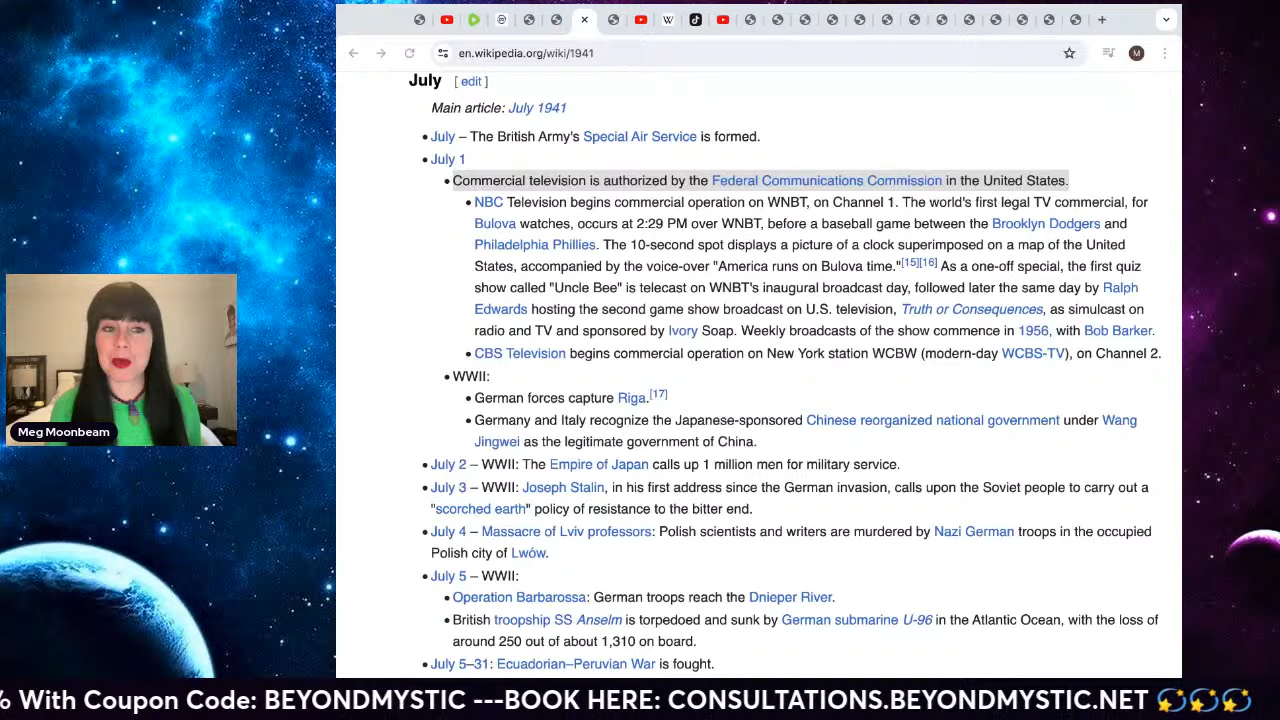 en.wikipedia.org/wiki/1941
M
July [ edit ]
Main article: July 1941
• July – The British Army's Special Air Service is formed.
• July 1
• Commercial television is authorized by the Federal Communications Commission in the United States.
• NBC Television begins commercial operation on WNBT, on Channel 1. The world's first legal TV commercial, for
Bulova watches, occurs at 2:29 PM over WNBT, before a baseball game between the Brooklyn Dodgers and
Philadelphia Phillies. The 10-second spot displays a picture of a clock superimposed on a map of the United
States, accompanied by the voice-over "America runs on Bulova time."[15][16] As a one-off special, the first quiz
show called "Uncle Bee" is telecast on WNBT's inaugural broadcast day, followed later the same day by Ralph
Edwards hosting the second game show broadcast on U.S. television, Truth or Consequences, as simulcast on
radio and TV and sponsored by Ivory Soap. Weekly broadcasts of the show commence in 1956, with Bob Barker.
• CBS Television begins commercial operation on New York station WCBW (modern-day WCBS-TV), on Channel 2.
• WWII:
• German forces capture Riga.[17]
• Germany and Italy recognize the Japanese-sponsored Chinese reorganized national government under Wang
Jingwei as the legitimate government of China.
• July 2 – WWII: The Empire of Japan calls up 1 million men for military service.
• July 3 – WWII: Joseph Stalin, in his first address since the German invasion, calls upon the Soviet people to carry out a
"scorched earth" policy of resistance to the bitter end.
• July 4 – Massacre of Lviv professors: Polish scientists and writers are murdered by Nazi German troops in the occupied
Polish city of Lwów.
• July 5 – WWII:
• Operation Barbarossa: German troops reach the Dnieper River.
• British troopship SS Anselm is torpedoed and sunk by German submarine U-96 in the Atlantic Ocean, with the loss of
around 250 out of about 1,310 on board.
• July 5–31: Ecuadorian–Peruvian War is fought.
Meg Moonbeam
% With Coupon Code: BEYONDMYSTIC ---BOOK HERE: CONSULTATIONS.BEYONDMYSTIC.NET 💫💫💫